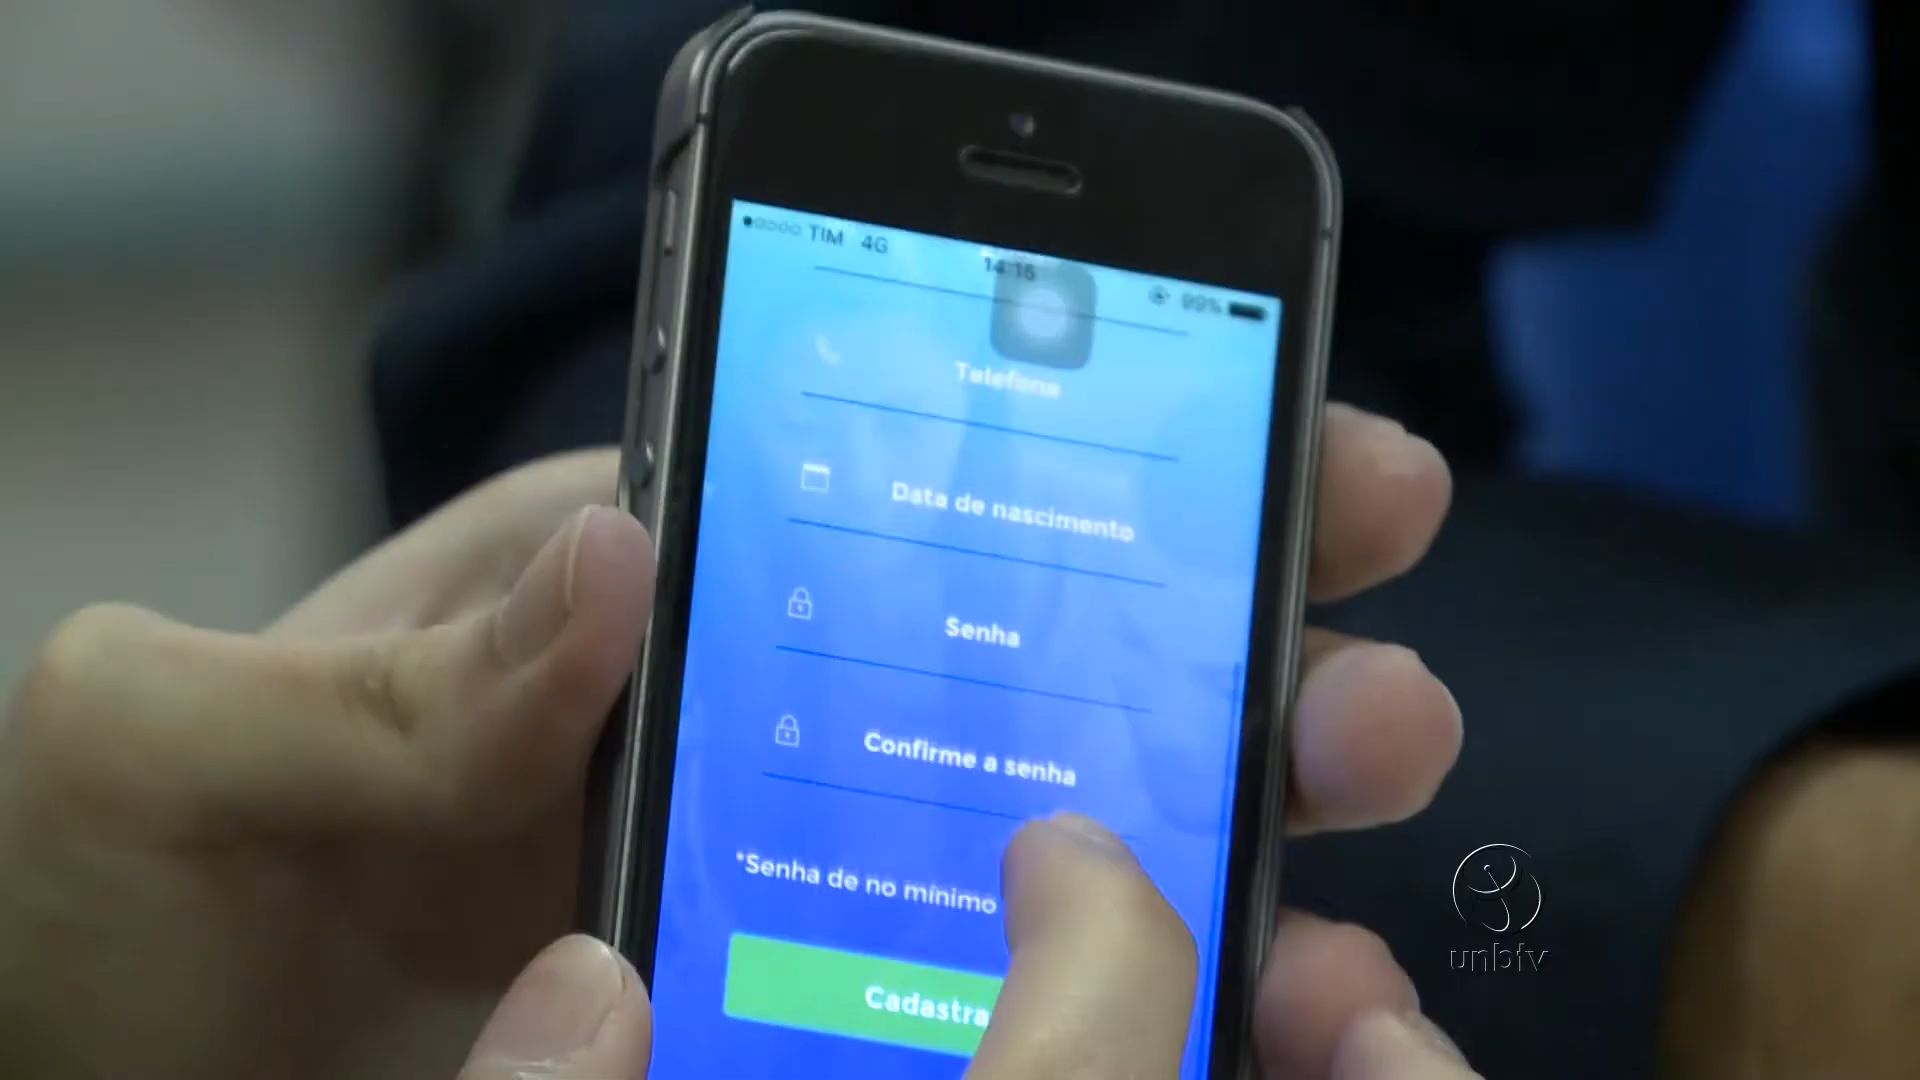 TIM 4G
14:15
99%
Telefone
Data de nascimento
Senha
Confirme a senha
*Senha de no mínimo
Cadastra
unbtv